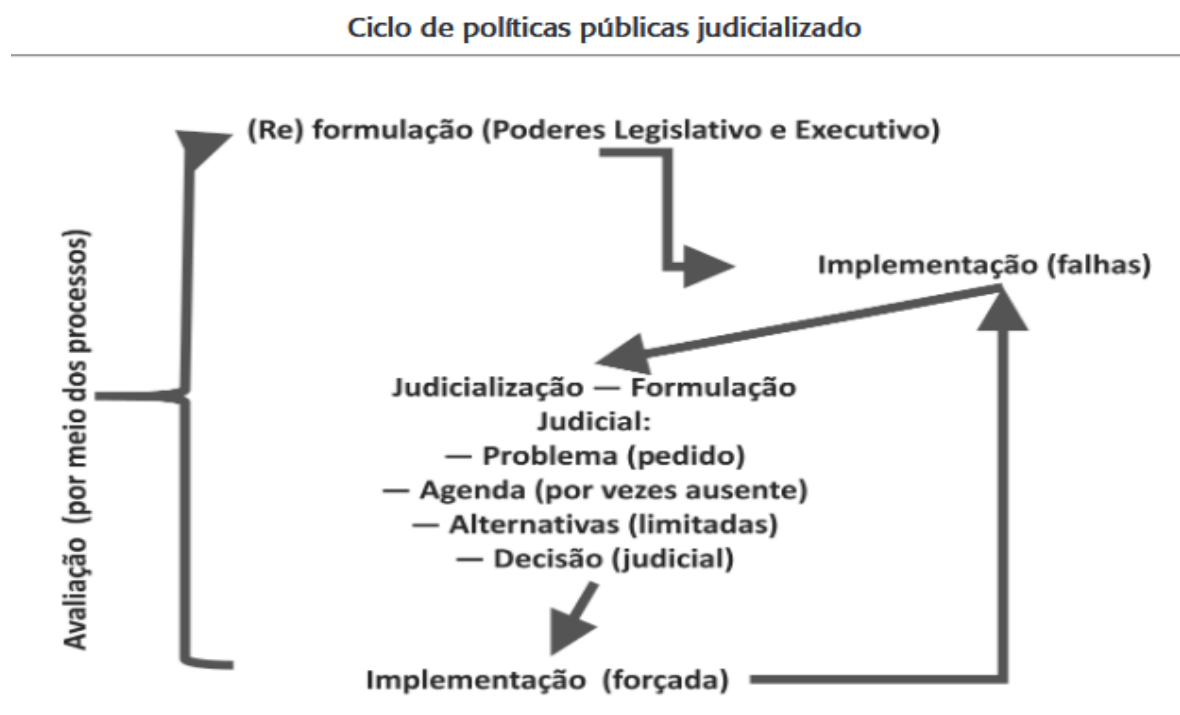 Ciclo de políticas públicas judicializado
(Re) formulação (Poderes Legislativo e Executivo)
Implementação (falhas)
Judicialização — Formulação
Judicial:
— Problema (pedido)
— Agenda (por vezes ausente)
— Alternativas (limitadas)
— Decisão (judicial)
Implementação (forçada)
Avaliação (por meio dos processos)